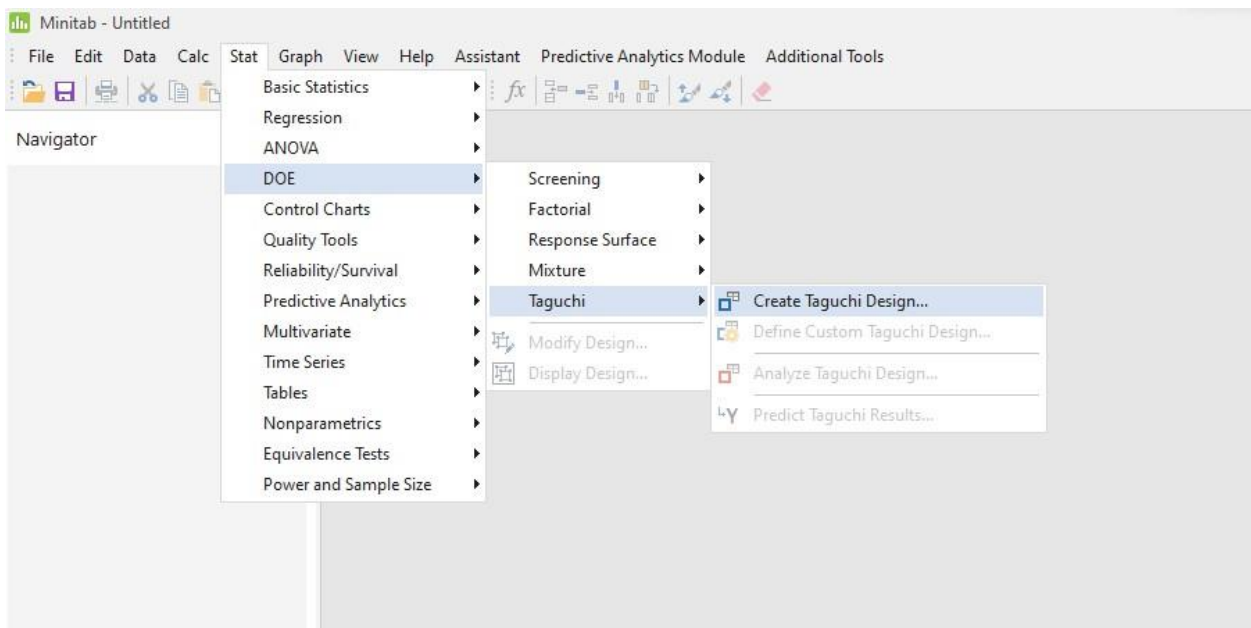 Minitab - Untitled
File Edit Data Calc Stat Graph View Help Assistant Predictive Analytics Module Additional Tools
fx
Navigator
Basic Statistics
Regression
ANOVA
DOE
Control Charts
Quality Tools
Reliability/Survival
Predictive Analytics
Multivariate
Time Series
Tables
Nonparametrics
Equivalence Tests
Power and Sample Size
Screening
Factorial
Response Surface
Mixture
Taguchi
Modify Design...
Display Design...
Create Taguchi Design...
Define Custom Taguchi Design...
Analyze Taguchi Design...
Predict Taguchi Results...